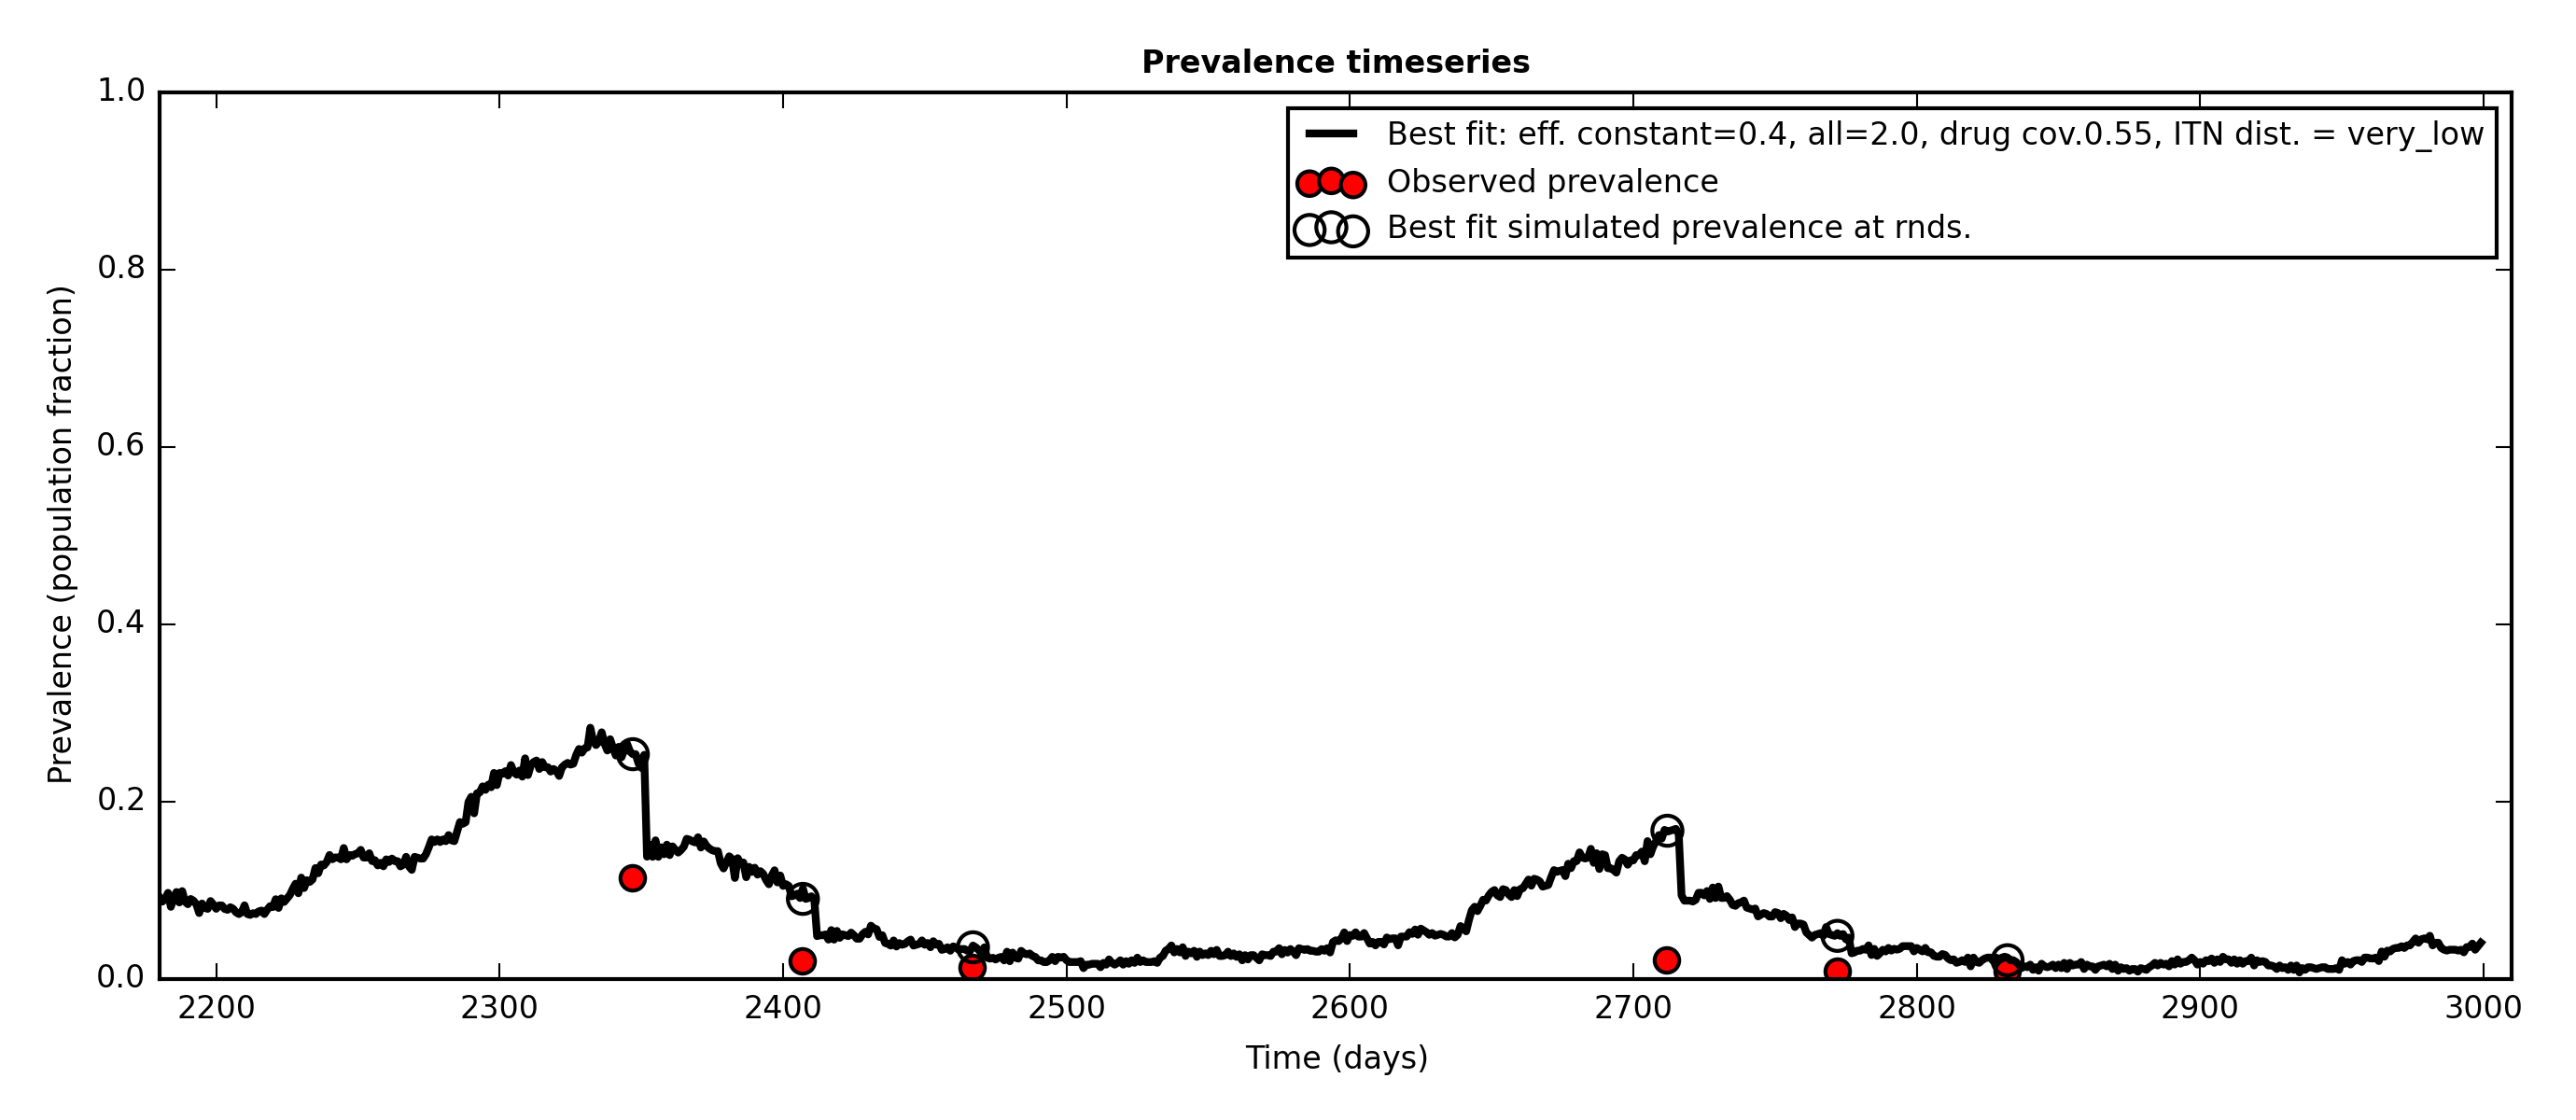 Prevalence timeseries
1.0
0.8
0.6
0.4
0.2
0.0
Prevalence (population fraction)
Best fit: eff. constant=0.4, all=2.0, drug cov.0.55, ITN dist. = very_low
Observed prevalence
Best fit simulated prevalence at rnds.
2200 2300 2400 2500 2600 2700 2800 2900 3000
Time (days)